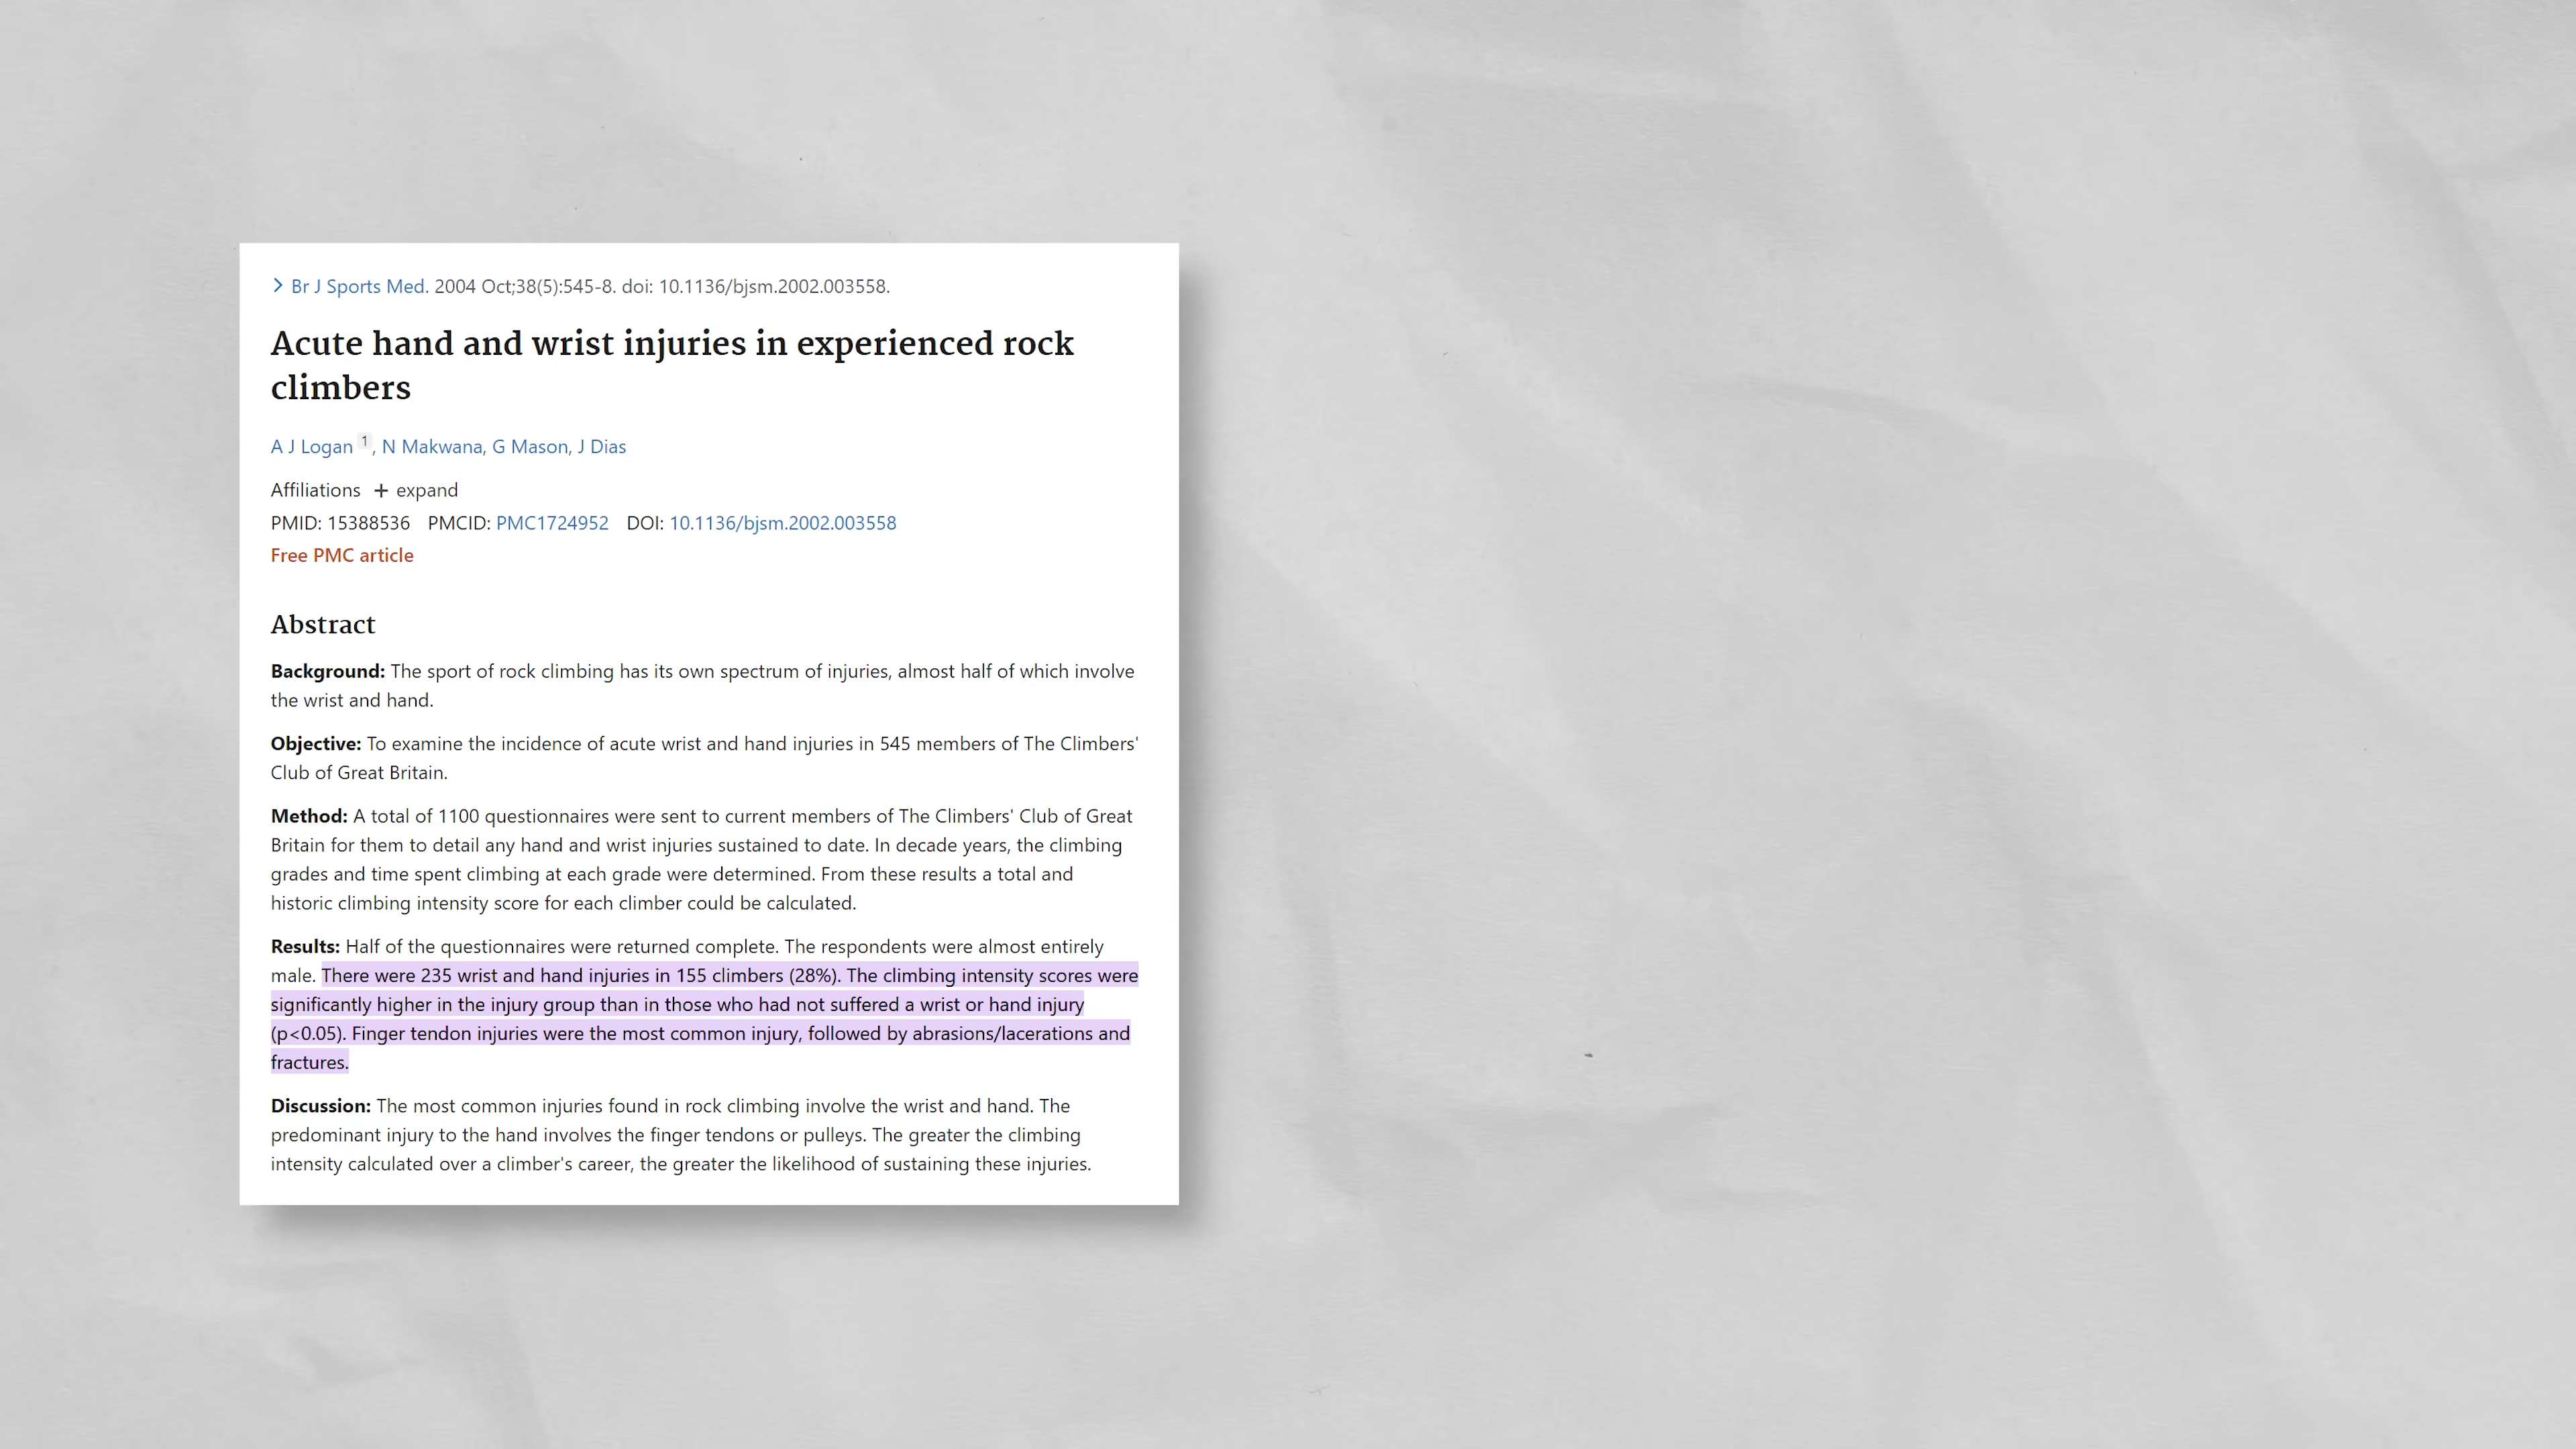 > Br J Sports Med. 2004 Oct;38(5):545-8. doi: 10.1136/bjsm.2002.003558.
Acute hand and wrist injuries in experienced rock
climbers
A J Logan 1, N Makwana, G Mason, J Dias
Affiliations + expand
PMID: 15388536 PMCID: PMC1724952 DOI: 10.1136/bjsm.2002.003558
Free PMC article
Abstract
Background: The sport of rock climbing has its own spectrum of injuries, almost half of which involve
the wrist and hand.
Objective: To examine the incidence of acute wrist and hand injuries in 545 members of The Climbers'
Club of Great Britain.
Method: A total of 1100 questionnaires were sent to current members of The Climbers' Club of Great
Britain for them to detail any hand and wrist injuries sustained to date. In decade years, the climbing
grades and time spent climbing at each grade were determined. From these results a total and
historic climbing intensity score for each climber could be calculated.
Results: Half of the questionnaires were returned complete. The respondents were almost entirely
male. There were 235 wrist and hand injuries in 155 climbers (28%). The climbing intensity scores were
significantly higher in the injury group than in those who had not suffered a wrist or hand injury
(p<0.05). Finger tendon injuries were the most common injury, followed by abrasions/lacerations and
fractures.
Discussion: The most common injuries found in rock climbing involve the wrist and hand. The
predominant injury to the hand involves the finger tendons or pulleys. The greater the climbing
intensity calculated over a climber's career, the greater the likelihood of sustaining these injuries.